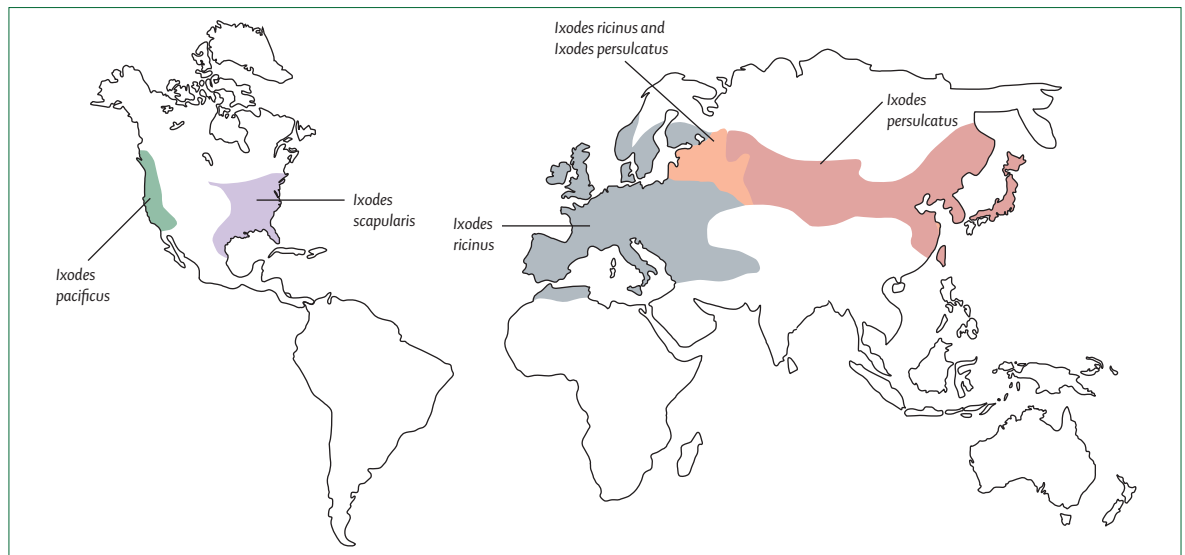 Ixodes ricinus and
Ixodes persulcatus
Ixodes
persulcatus
Ixodes
scapularis
Ixodes
ricinus
Ixodes
pacificus